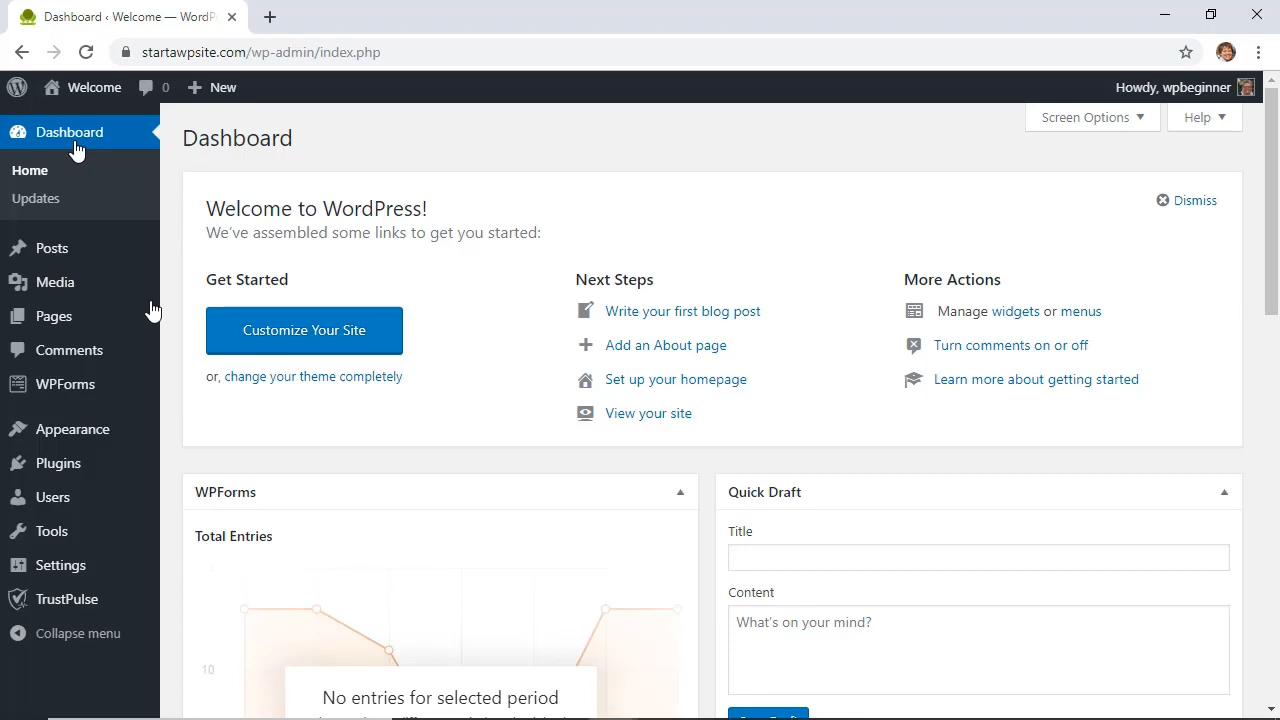 Dashboard ‹ Welcome — WordP
startawpsite.com/wp-admin/index.php
Welcome 0 New
Howdy, wpbeginner
Dashboard
Home
Updates
Posts
Media
Pages
Comments
WPForms
Appearance
Plugins
Users
Tools
Settings
TrustPulse
Collapse menu
Screen Options
Help
Dashboard
Welcome to WordPress!
We've assembled some links to get you started:
Dismiss
Get Started
Customize Your Site
or, change your theme completely
Next Steps
Write your first blog post
Add an About page
Set up your homepage
View your site
More Actions
Manage widgets or menus
Turn comments on or off
Learn more about getting started
WPForms
Total Entries
10
No entries for selected period
Quick Draft
Title
Content
What's on your mind?